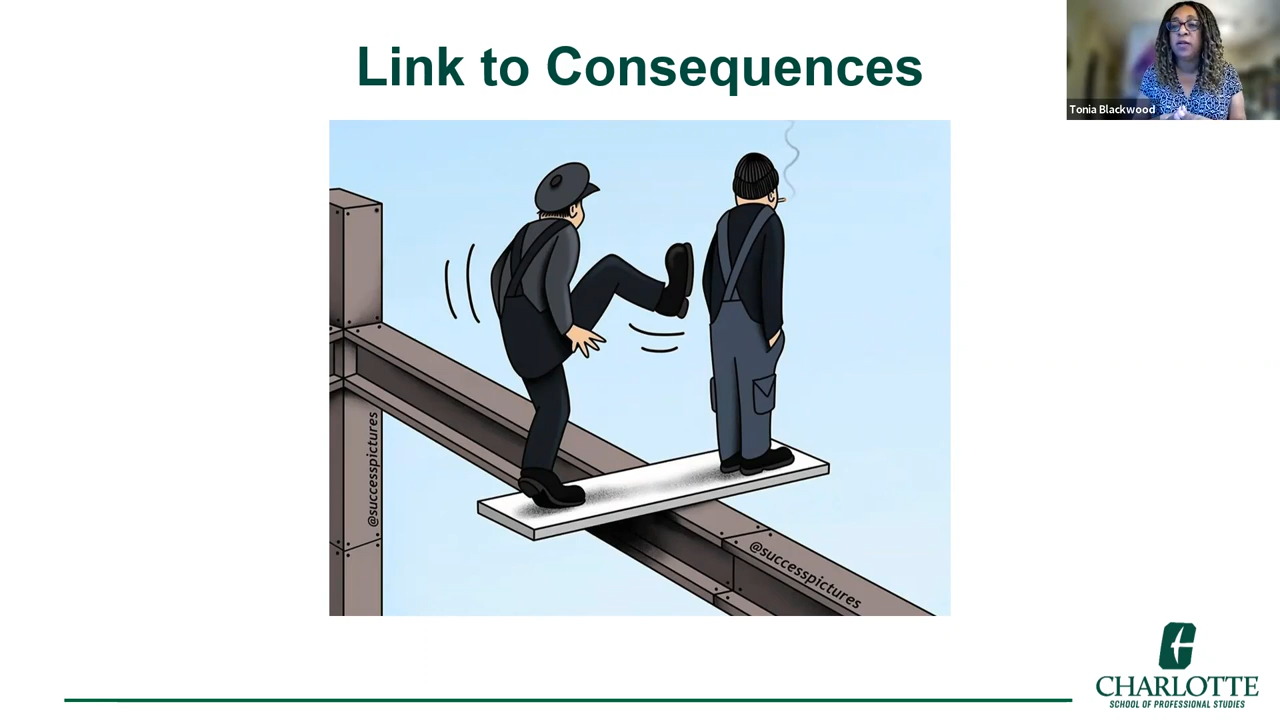 Link to Consequences
Tonia Blackwood
@successpictures
@successpictures
CHARLOTTE
SCHOOL OF PROFESSIONAL STUDIES